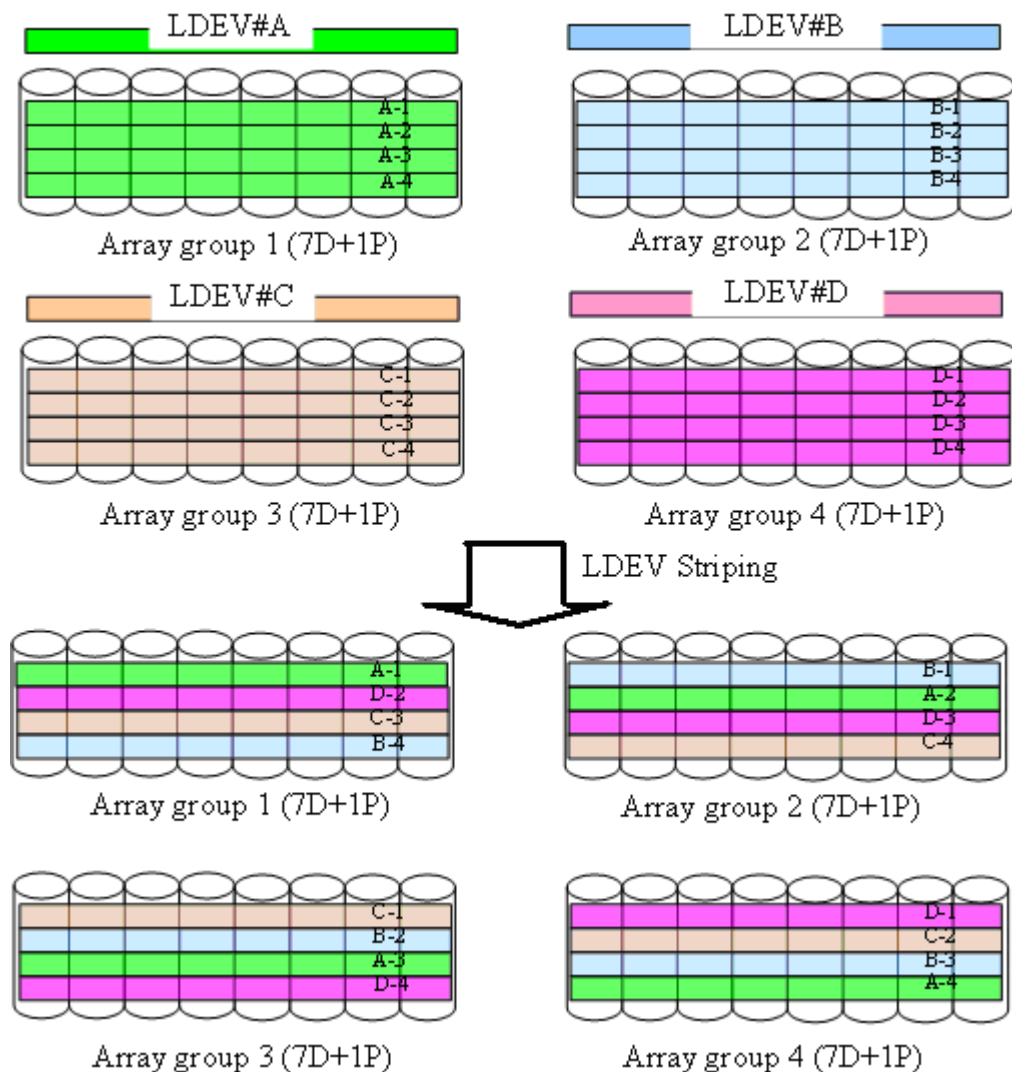 LDEV#A
LDEV#B
A-1
A-2
A-3
A-4
B-1
B-2
B-3
B-4
Array group 1 (7D+1P)
Array group 2 (7D+1P)
LDEV#C
LDEV#D
C-1
C-2
C-3
C-4
D-1
D-2
D-3
D-4
Array group 3 (7D+1P)
Array group 4 (7D+1P)
LDEV Striping
A-1
D-2
C-3
B-4
B-1
A-2
D-3
C-4
Array group 1 (7D+1P)
Array group 2 (7D+1P)
C-1
B-2
A-3
D-4
D-1
C-2
B-3
A-4
Array group 3 (7D+1P)
Array group 4 (7D+1P)